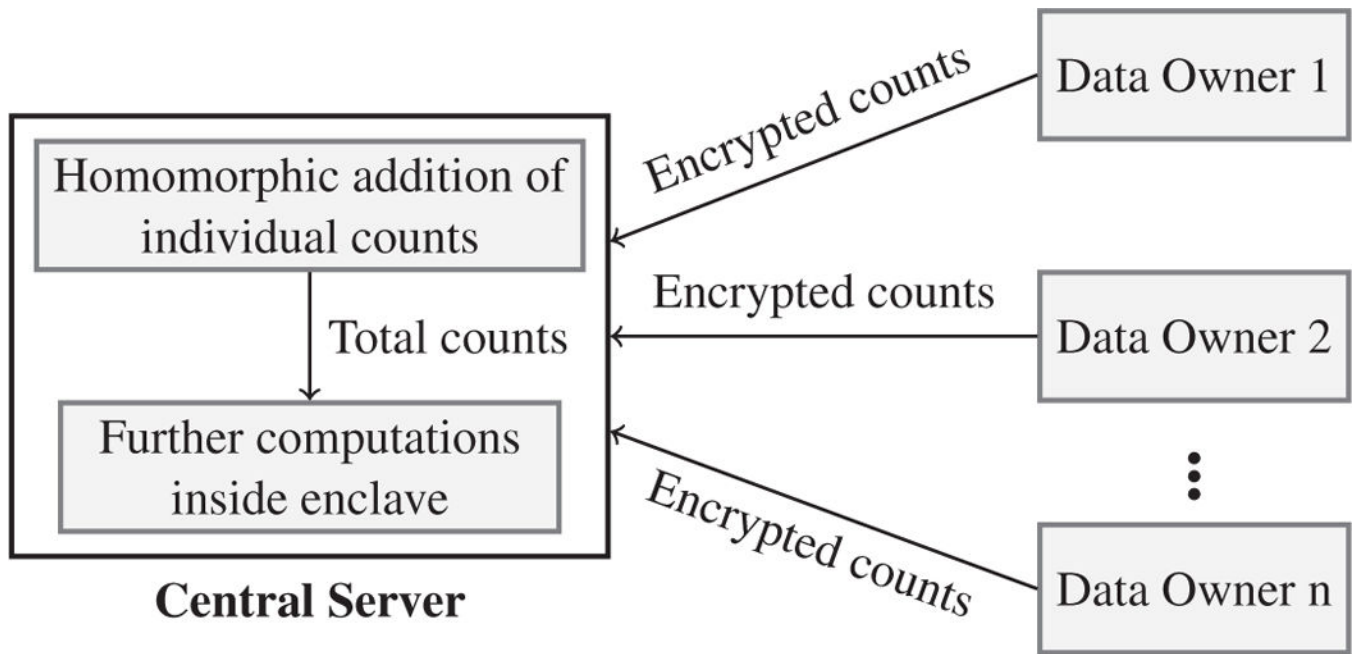 Homomorphic addition of
individual counts
Total counts
Further computations
inside enclave
Central Server
Encrypted counts
Encrypted counts
Encrypted counts
Data Owner 1
Data Owner 2
Data Owner n